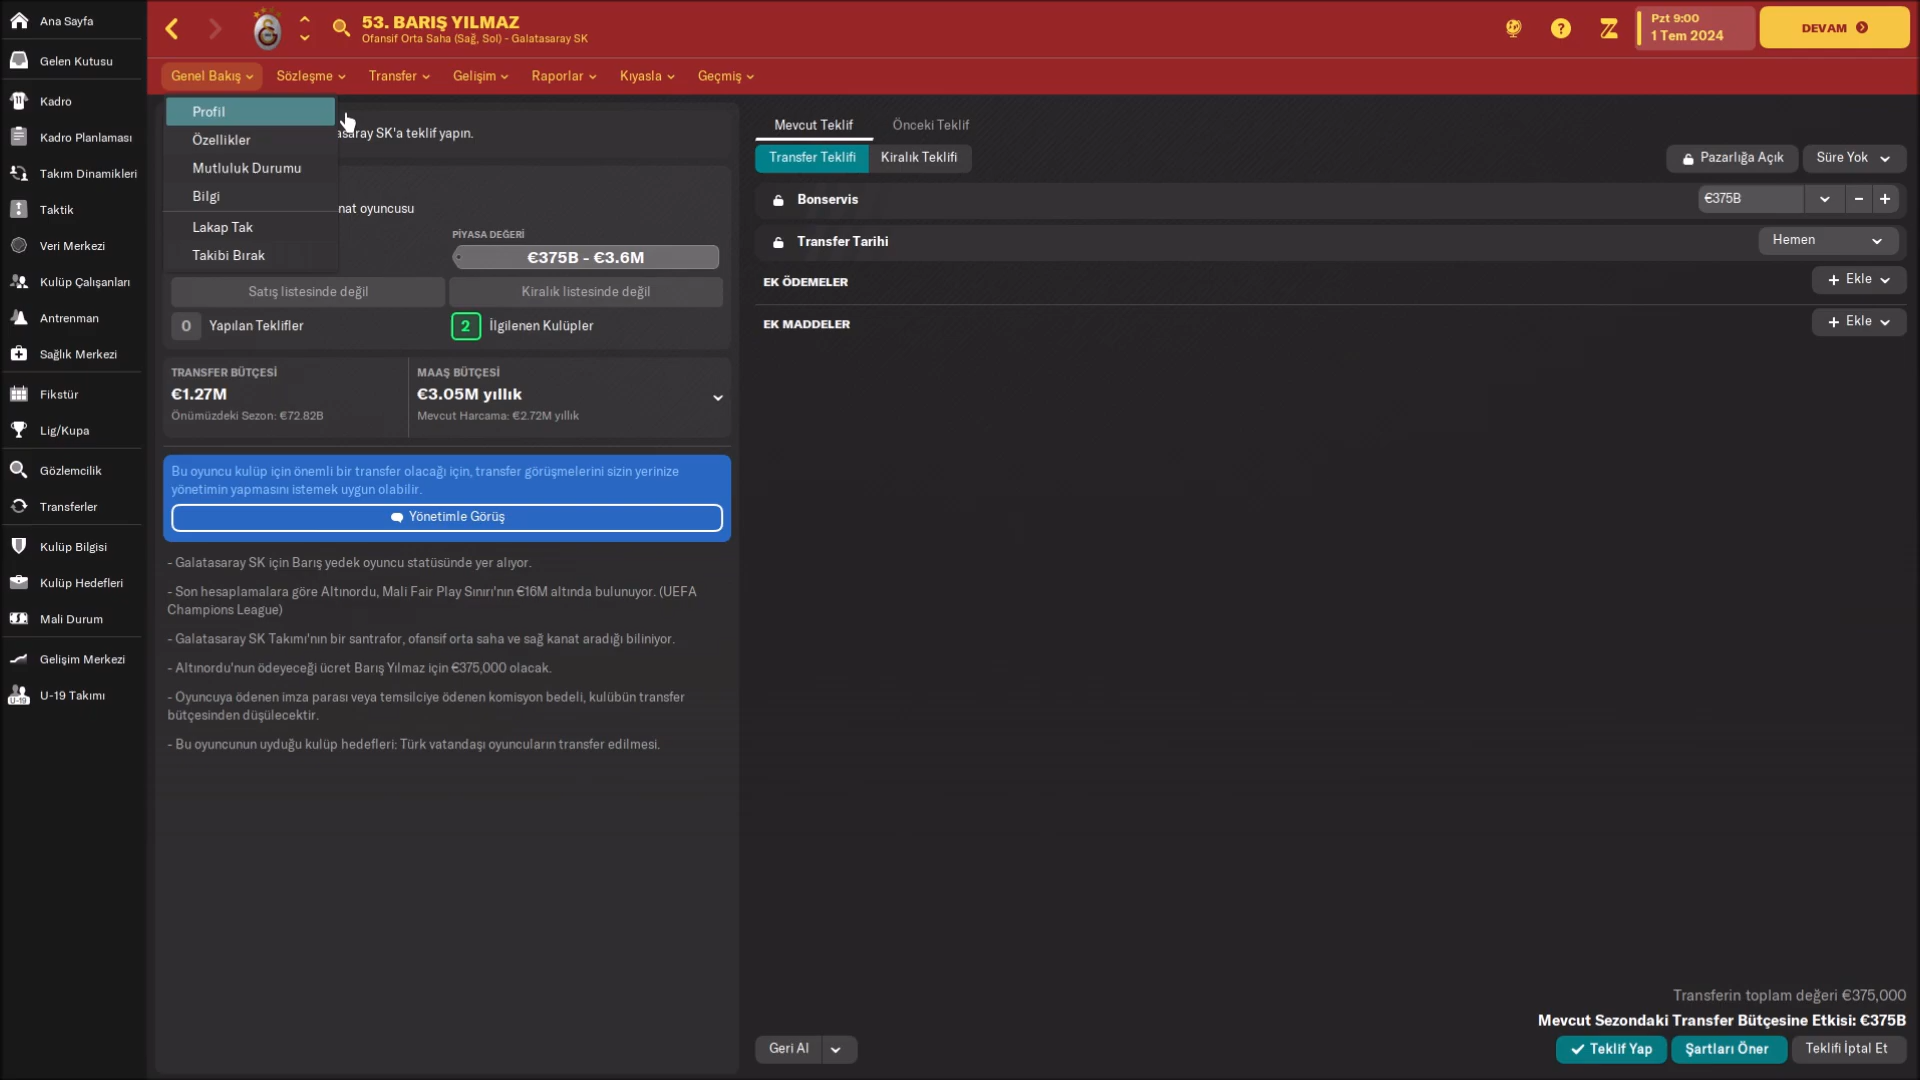 Ana Sayfa
Gelen Kutusu
Kadro
Kadro Planlaması
Takım Dinamikleri
Taktik
Veri Merkezi
Kulüp Çalışanları
Antrenman
Sağlık Merkezi
Fikstür
Lig/Kupa
Gözlemcilik
Transferler
Kulüp Bilgisi
Kulüp Hedefleri
Mali Durum
Gelişim Merkezi
U-19 Takımı
53. BARIŞ YILMAZ
Ofansif Orta Saha (Sağ, Sol) - Galatasaray SK
Pzt 9:00
1 Tem 2024
DEVAM
Genel Bakış
Sözleşme
Transfer
Gelişim
Raporlar
Kıyasla
Geçmiş
Profil
Özellikler
Mutluluk Durumu
Bilgi
Lakap Tak
Takibi Bırak
asaray SK'a teklif yapın.
nat oyuncusu
PİYASA DEĞERİ
€375B - €3.6M
Satış listesinde değil
Kiralık listesinde değil
0 Yapılan Teklifler
2 İlgilenen Kulüpler
TRANSFER BÜTÇESİ
€1.27M
Önümüzdeki Sezon: €72.82B
MAAŞ BÜTÇESİ
€3.05M yıllık
Mevcut Harcama: €2.72M yıllık
Bu oyuncu kulüp için önemli bir transfer olacağı için, transfer görüşmelerini sizin yerinize
yönetimin yapmasını istemek uygun olabilir.
Yönetimle Görüş
- Galatasaray SK için Barış yedek oyuncu statüsünde yer alıyor.
- Son hesaplamalara göre Altınordu, Mali Fair Play Sınırı'nın €16M altında bulunuyor. (UEFA
Champions League)
- Galatasaray SK Takımı'nın bir santrafor, ofansif orta saha ve sağ kanat aradığı biliniyor.
- Altınordu'nun ödeyeceği ücret Barış Yılmaz için €375,000 olacak.
- Oyuncuya ödenen imza parası veya temsilciye ödenen komisyon bedeli, kulübün transfer
bütçesinden düşülecektir.
- Bu oyuncunun uyduğu kulüp hedefleri: Türk vatandaşı oyuncuların transfer edilmesi.
Mevcut Teklif
Önceki Teklif
Transfer Teklifi
Kiralık Teklifi
Pazarlığa Açık
Süre Yok
Bonservis
€375B
Transfer Tarihi
Hemen
EK ÖDEMELER
+ Ekle
EK MADDELER
+ Ekle
Transferin toplam değeri €375,000
Mevcut Sezondaki Transfer Bütçesine Etkisi: €375B
Geri Al
Teklif Yap
Şartları Öner
Teklifi İptal Et